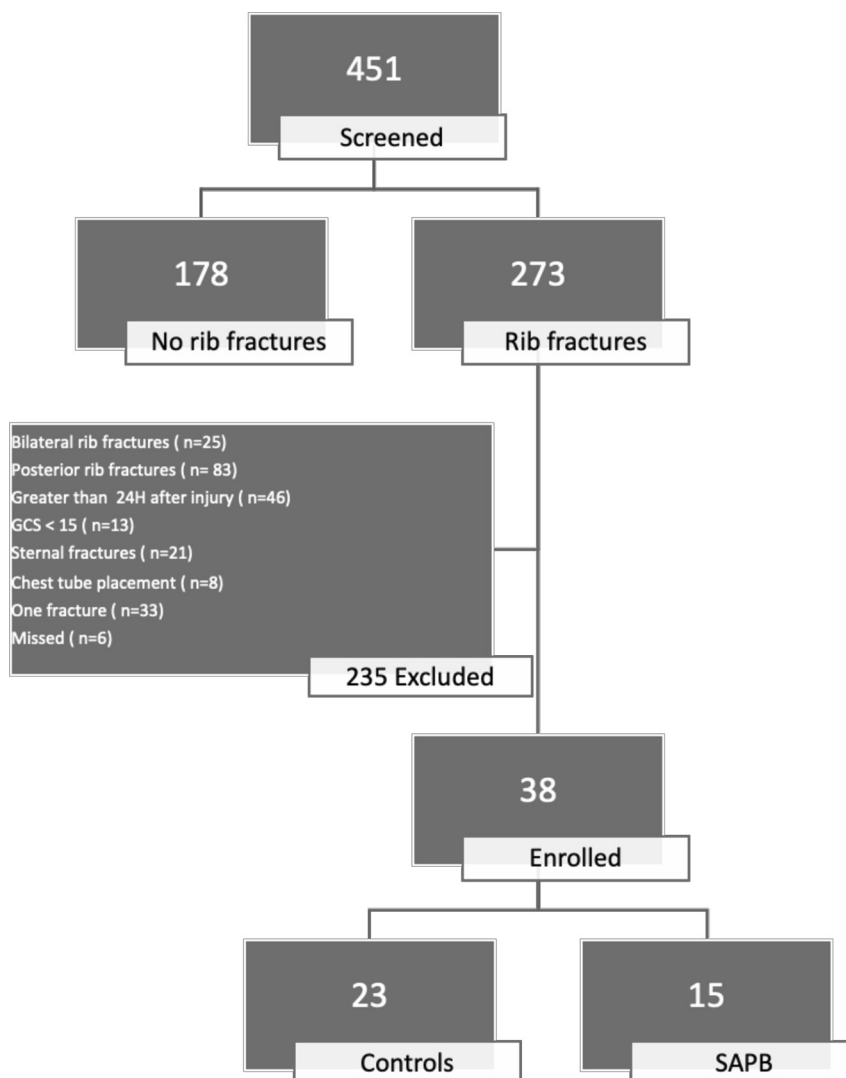 451
Screened
178
No rib fractures
273
Rib fractures
Bilateral rib fractures ( n=25)
Posterior rib fractures ( n= 83)
Greater than 24H after injury ( n=46)
GCS < 15 ( n=13)
Sternal fractures ( n=21)
Chest tube placement ( n=8)
One fracture ( n=33)
Missed ( n=6)
235 Excluded
38
Enrolled
23
Controls
15
SAPB